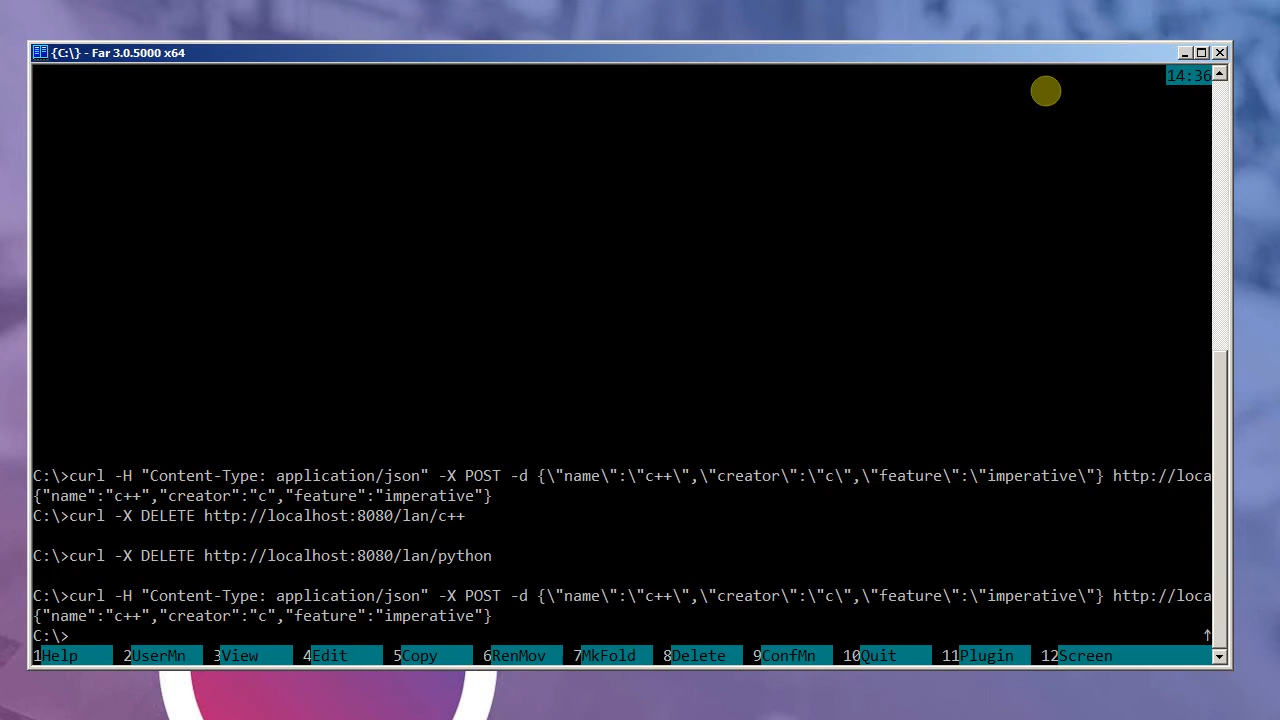 {C:\} - Far 3.0.5000 x64
14:36
C:\>curl -H "Content-Type: application/json" -X POST -d {\"name\":\"c++\",\"creator\":\"c\",\"feature\":\"imperative\"} http://loca
{"name":"c++","creator":"c","feature":"imperative"}
C:\>curl -X DELETE http://localhost:8080/lan/c++
C:\>curl -X DELETE http://localhost:8080/lan/python
C:\>curl -H "Content-Type: application/json" -X POST -d {\"name\":\"c++\",\"creator\":\"c\",\"feature\":\"imperative\"} http://loca
{"name":"c++","creator":"c","feature":"imperative"}
C:\>
1Help 2UserMn 3View 4Edit 5Copy 6RenMov 7MkFold 8Delete 9ConfMn 10Quit 11Plugin 12Screen